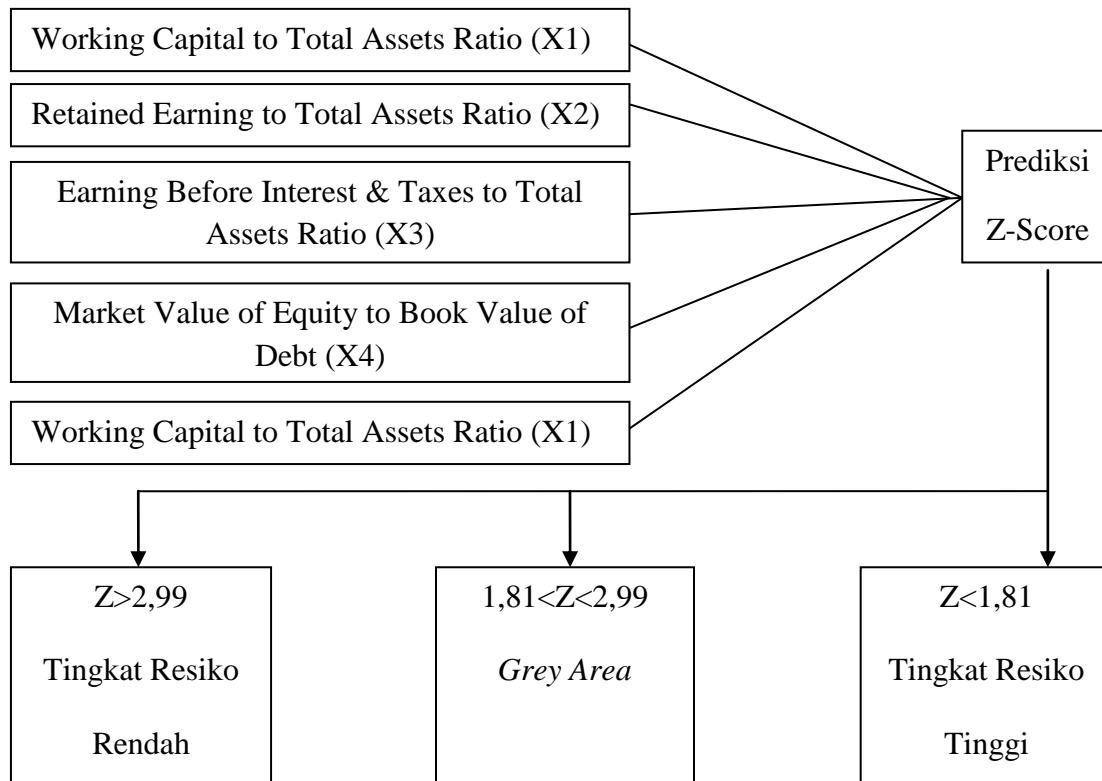 Working Capital to Total Assets Ratio (X1)
Retained Earning to Total Assets Ratio (X2)
Earning Before Interest & Taxes to Total
Assets Ratio (X3)
Market Value of Equity to Book Value of
Debt (X4)
Working Capital to Total Assets Ratio (X1)
Prediksi
Z-Score
Z>2,99
Tingkat Resiko
Rendah
1,81<Z<2,99
Grey Area
Z<1,81
Tingkat Resiko
Tinggi